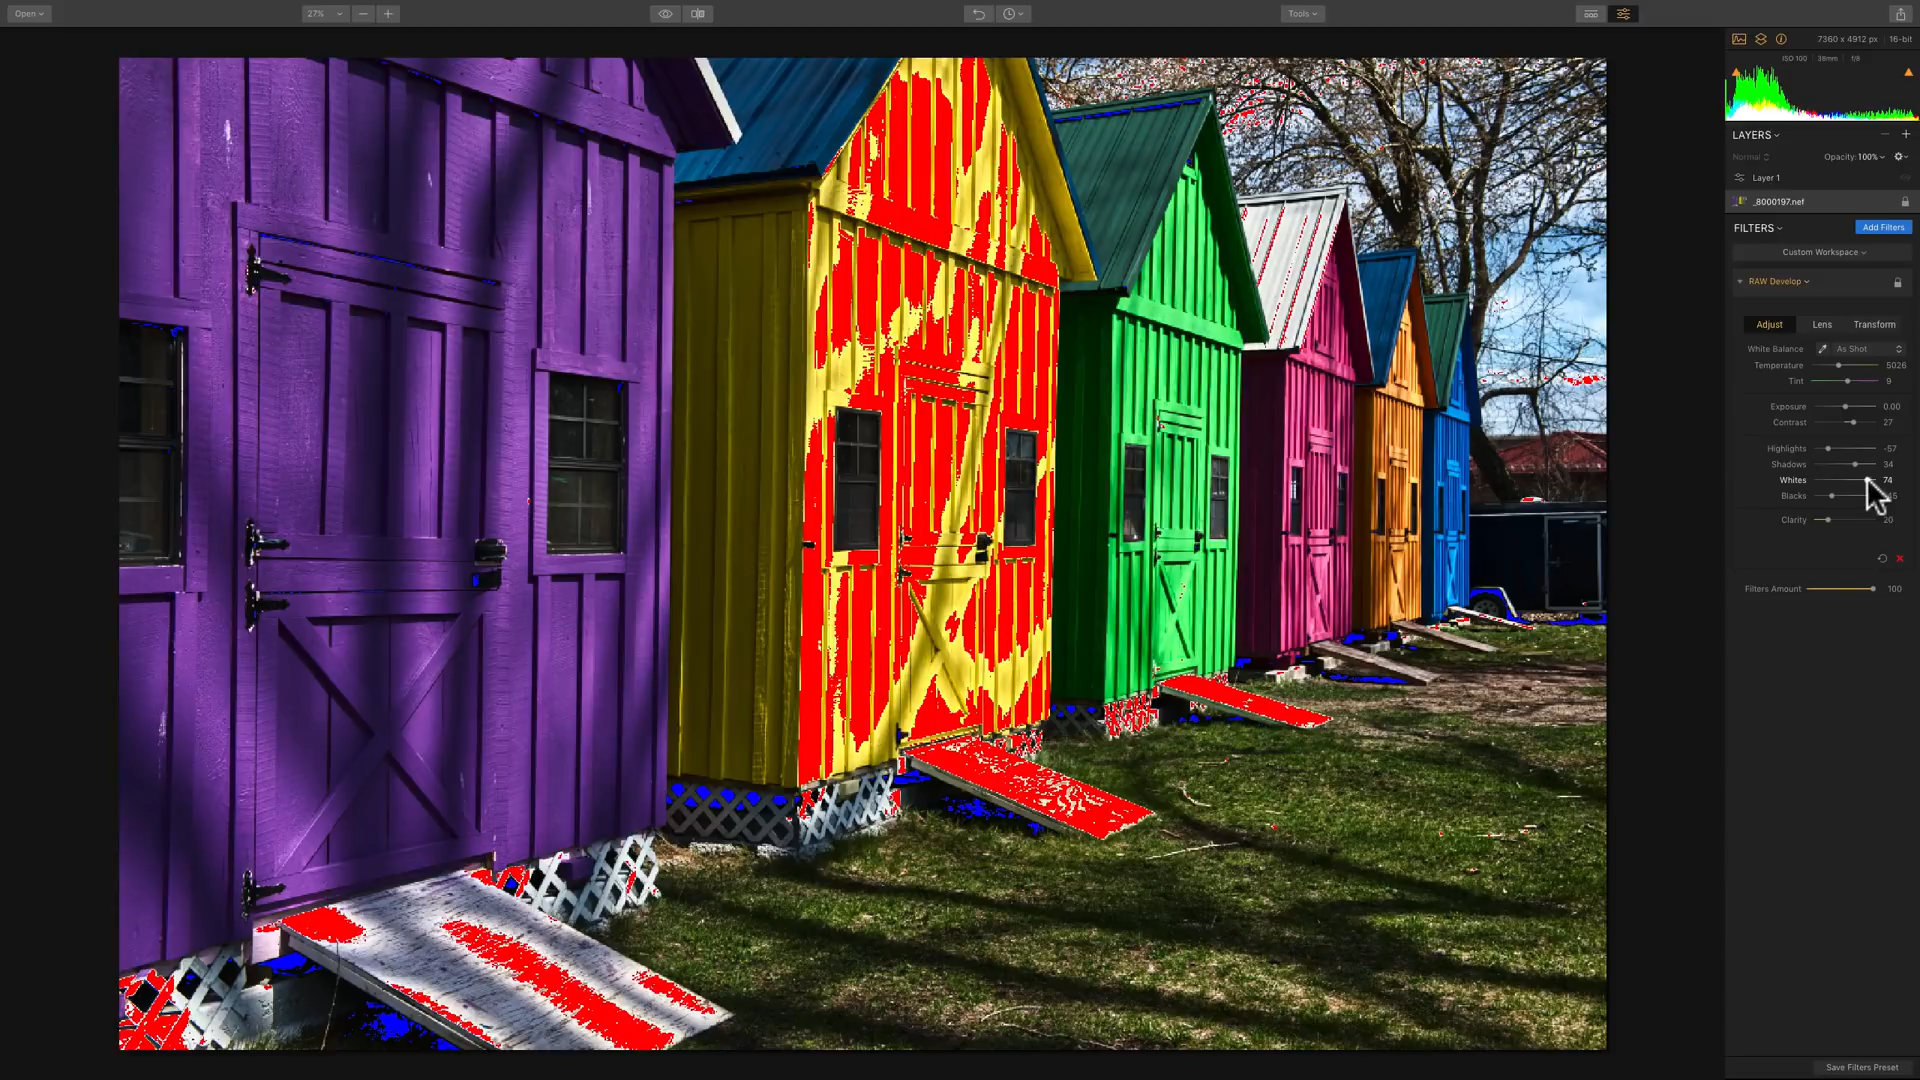 Open
27%
Tools
7360 x 4912 px
16-bit
ISO 100
38mm
f/8
LAYERS
Normal
Opacity: 100%
Layer 1
_8000197.nef
FILTERS
Add Filters
Custom Workspace
RAW Develop
Adjust
Lens
Transform
White Balance
As Shot
Temperature
5026
Tint
9
Exposure
0.00
Contrast
27
Highlights
-57
Shadows
34
Whites
74
Blacks
Clarity
20
Filters Amount
100
Save Filters Preset